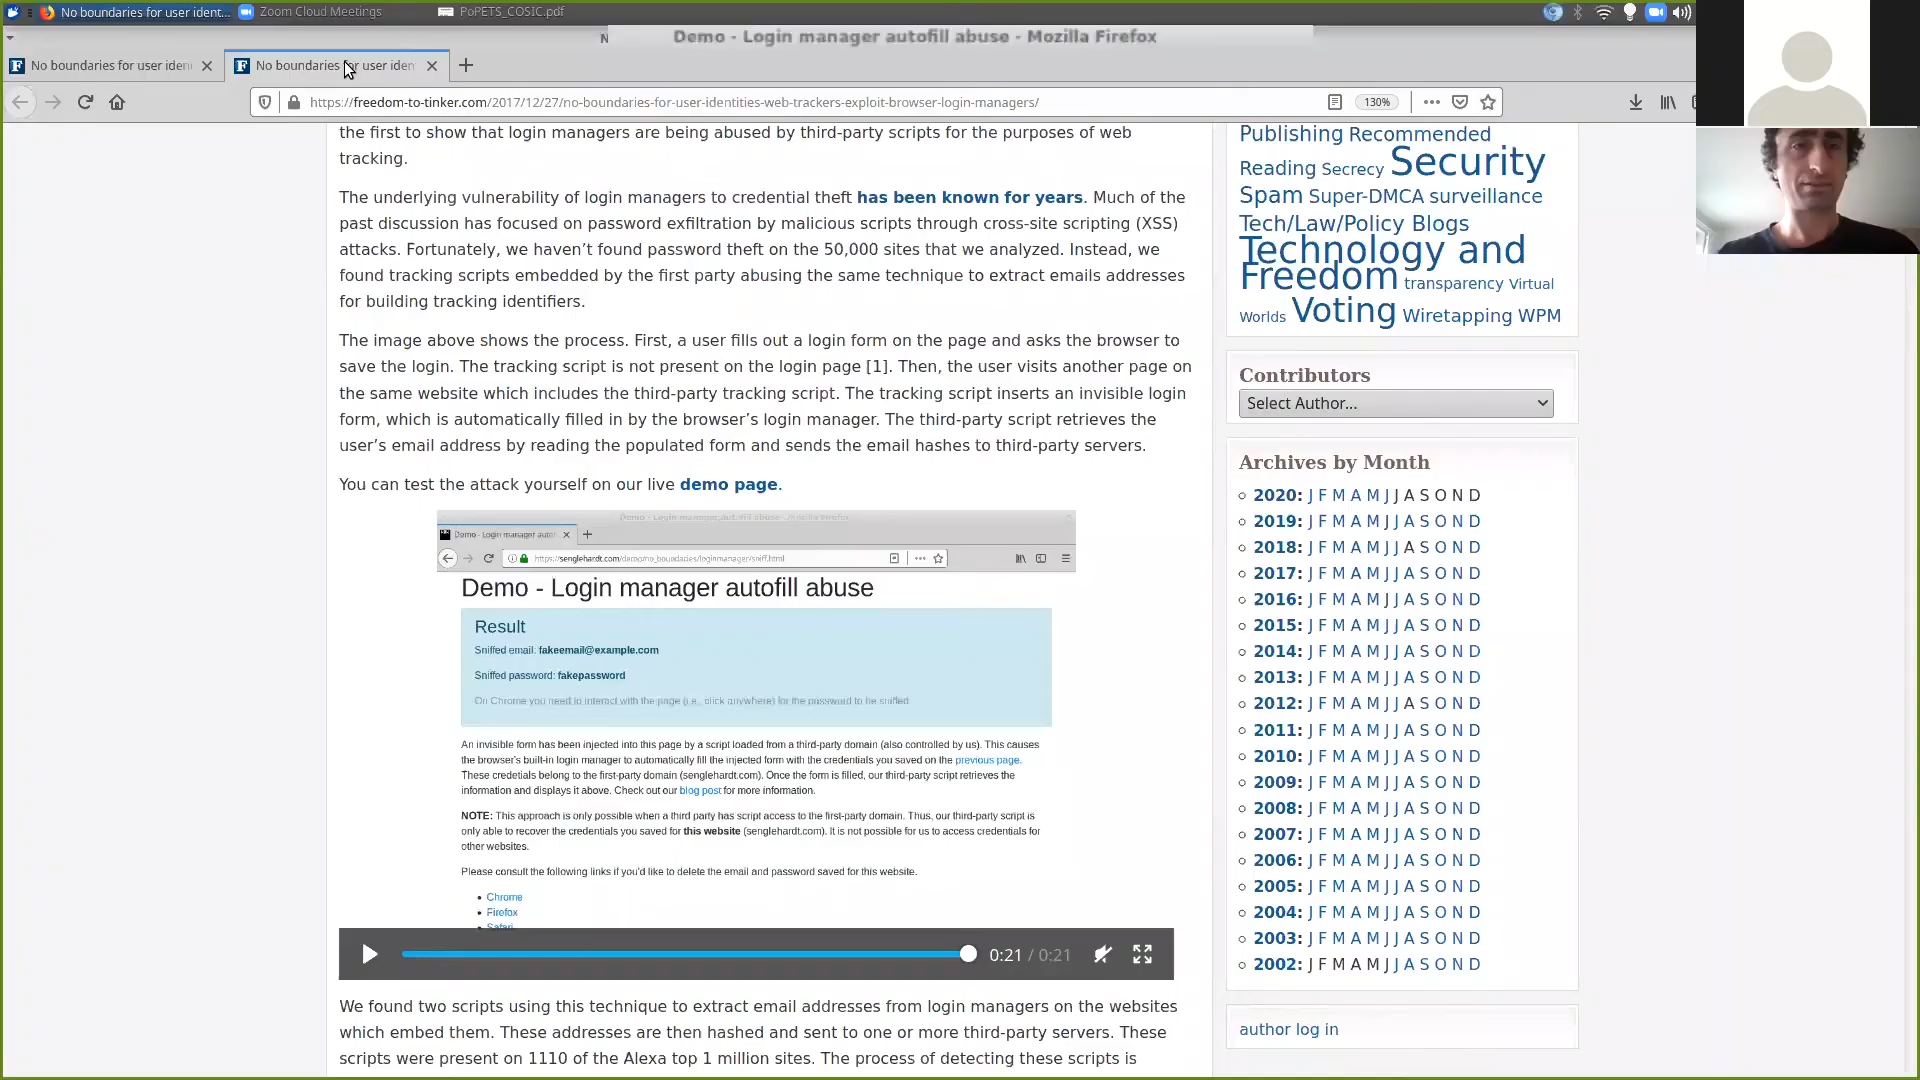 No boundaries for user ident...
Zoom Cloud Meetings
PoPETS_COSIC.pdf
N
Demo - Login manager autofill abuse - Mozilla Firefox
No boundaries for user iden
No boundaries for user iden
https://freedom-to-tinker.com/2017/12/27/no-boundaries-for-user-identities-web-trackers-exploit-browser-login-managers/
130%
the first to show that login managers are being abused by third-party scripts for the purposes of web
tracking.
The underlying vulnerability of login managers to credential theft has been known for years. Much of the
past discussion has focused on password exfiltration by malicious scripts through cross-site scripting (XSS)
attacks. Fortunately, we haven’t found password theft on the 50,000 sites that we analyzed. Instead, we
found tracking scripts embedded by the first party abusing the same technique to extract emails addresses
for building tracking identifiers.
The image above shows the process. First, a user fills out a login form on the page and asks the browser to
save the login. The tracking script is not present on the login page [1]. Then, the user visits another page on
the same website which includes the third-party tracking script. The tracking script inserts an invisible login
form, which is automatically filled in by the browser’s login manager. The third-party script retrieves the
user’s email address by reading the populated form and sends the email hashes to third-party servers.
You can test the attack yourself on our live demo page.
Demo - Login manager autofill abuse - Mozilla Firefox
Demo - Login manager autof
https://senglehardt.com/demo/no_boundaries/loginmanager/sniff.html
Demo - Login manager autofill abuse
Result
Sniffed email: fakeemail@example.com
Sniffed password: fakepassword
On Chrome you need to interact with the page (i.e., click anywhere) for the password to be sniffed
An invisible form has been injected into this page by a script loaded from a third-party domain (also controlled by us). This causes
the browser's built-in login manager to automatically fill the injected form with the credentials you saved on the previous page.
These credetials belong to the first-party domain (senglehardt.com). Once the form is filled, our third-party script retrieves the
information and displays it above. Check out our blog post for more information.
NOTE: This approach is only possible when a third party has script access to the first-party domain. Thus, our third-party script is
only able to recover the credentials you saved for this website (senglehardt.com). It is not possible for us to access credentials for
other websites.
Please consult the following links if you'd like to delete the email and password saved for this website.
Chrome
Firefox
Safari
0:21 / 0:21
We found two scripts using this technique to extract email addresses from login managers on the websites
which embed them. These addresses are then hashed and sent to one or more third-party servers. These
scripts were present on 1110 of the Alexa top 1 million sites. The process of detecting these scripts is
Publishing Recommended
Reading Secrecy Security
Spam Super-DMCA surveillance
Tech/Law/Policy Blogs
Technology and
Freedom transparency Virtual
Worlds Voting Wiretapping WPM
Contributors
Select Author...
Archives by Month
2020: J F M A M J J A S O N D
2019: J F M A M J J A S O N D
2018: J F M A M J J A S O N D
2017: J F M A M J J A S O N D
2016: J F M A M J J A S O N D
2015: J F M A M J J A S O N D
2014: J F M A M J J A S O N D
2013: J F M A M J J A S O N D
2012: J F M A M J J A S O N D
2011: J F M A M J J A S O N D
2010: J F M A M J J A S O N D
2009: J F M A M J J A S O N D
2008: J F M A M J J A S O N D
2007: J F M A M J J A S O N D
2006: J F M A M J J A S O N D
2005: J F M A M J J A S O N D
2004: J F M A M J J A S O N D
2003: J F M A M J J A S O N D
2002: J F M A M J J A S O N D
author log in